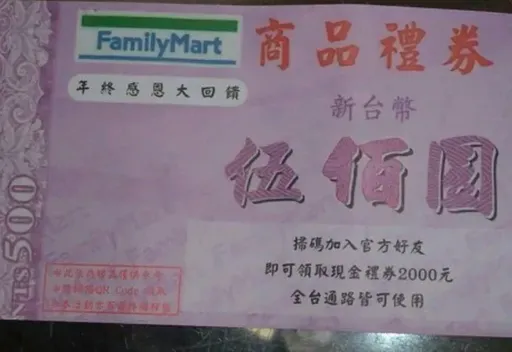 FamilyMart
商品禮券
年終感恩大回饋
新台幣
伍佰圓
NT$500
掃碼加入官方好友
即可領取現金禮券2000元
全台通路皆可使用